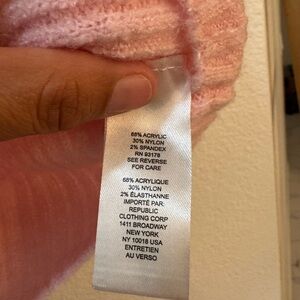 68% ACRYLIC
30% NYLON
2% SPANDEX
RN 93178
SEE REVERSE
FOR CARE
68% ACRYLIQUE
30% NYLON
2% ÉLASTHANNE
IMPORTÉ PAR:
REPUBLIC
CLOTHING CORP
1411 BROADWAY
NEW YORK
NY 10018 USA
ENTRETIEN
AU VERSO